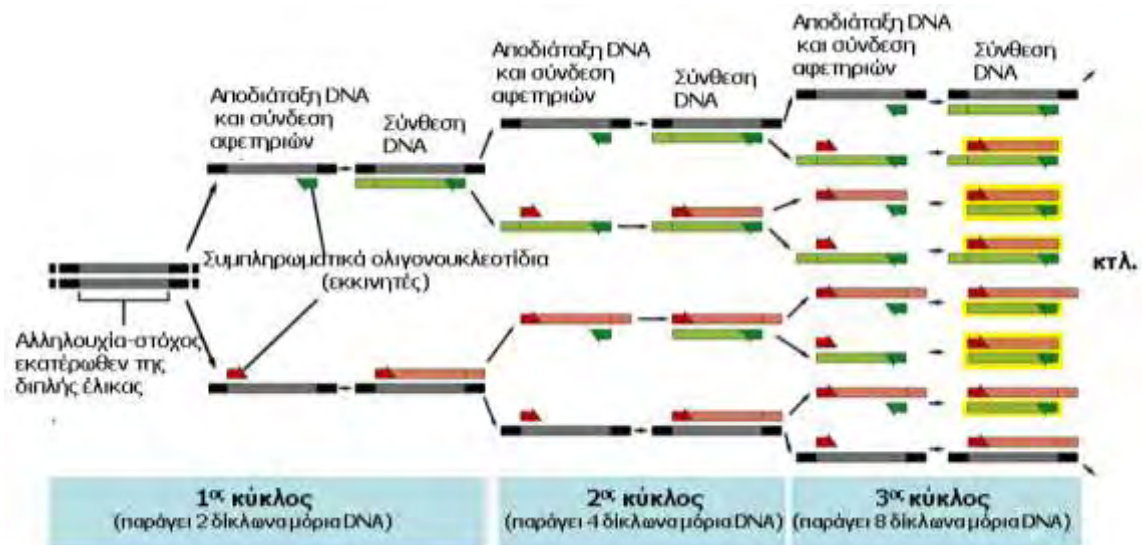 Αποδιάταξη DNA
και σύνδεση
αφετηριών
Σύνθεση
DNA
Αποδιάταξη DNA
και σύνδεση
αφετηριών
Σύνθεση
DNA
Αποδιάταξη DNA
και σύνδεση
αφετηριών
Σύνθεση
DNA
Συμπληρωματικά ολιγονουκλεοτίδια
(εκκινητές)
κτλ.
Αλληλουχία-στόχος
εκατέρωθεν της
διπλής έλικας
1ος κύκλος
(παράγει 2 δίκλωνα μόρια DNA)
2ος κύκλος
(παράγει 4 δίκλωνα μόρια DNA)
3ος κύκλος
(παράγει 8 δίκλωνα μόρια DNA)